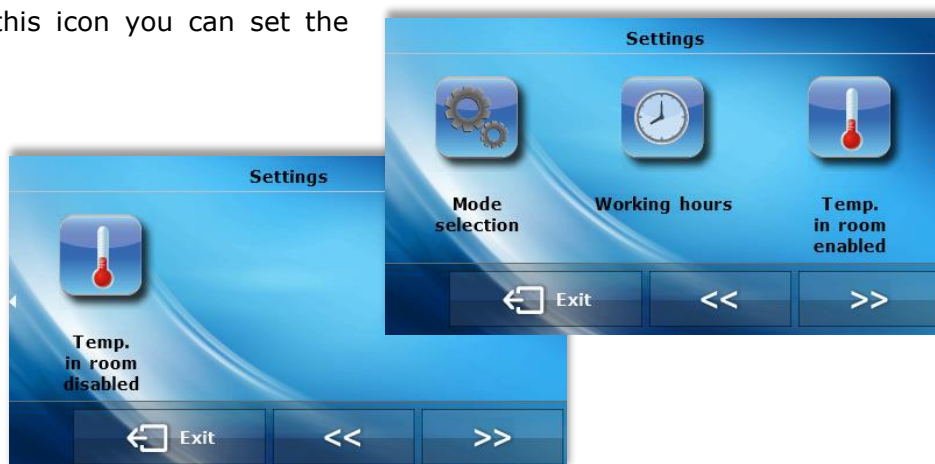 this icon you can set the
Settings
Mode
selection
Working hours
Temp.
in room
enabled
Exit
<<
>>
Settings
Temp.
in room
disabled
Exit
<<
>>